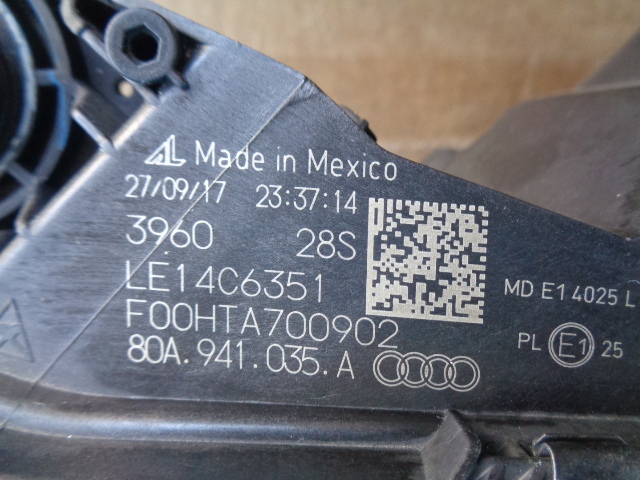 AL Made in Mexico
27/09/17 23:37:14
3960 28S
LE14C6351
F00HTA700902
80A.941.035.A
MD E1 4025 L
PL E1 25